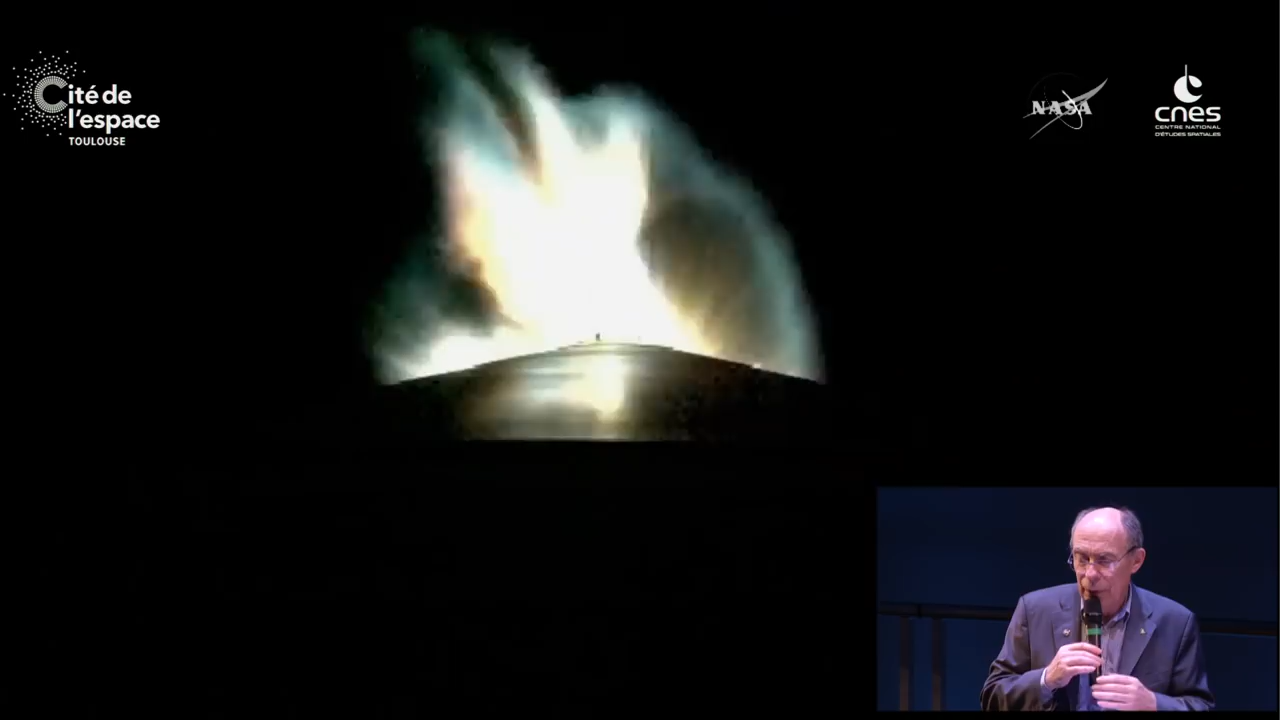 Cité de
l'espace
TOULOUSE
NASA
cnes
CENTRE NATIONAL
D'ÉTUDES SPATIALES